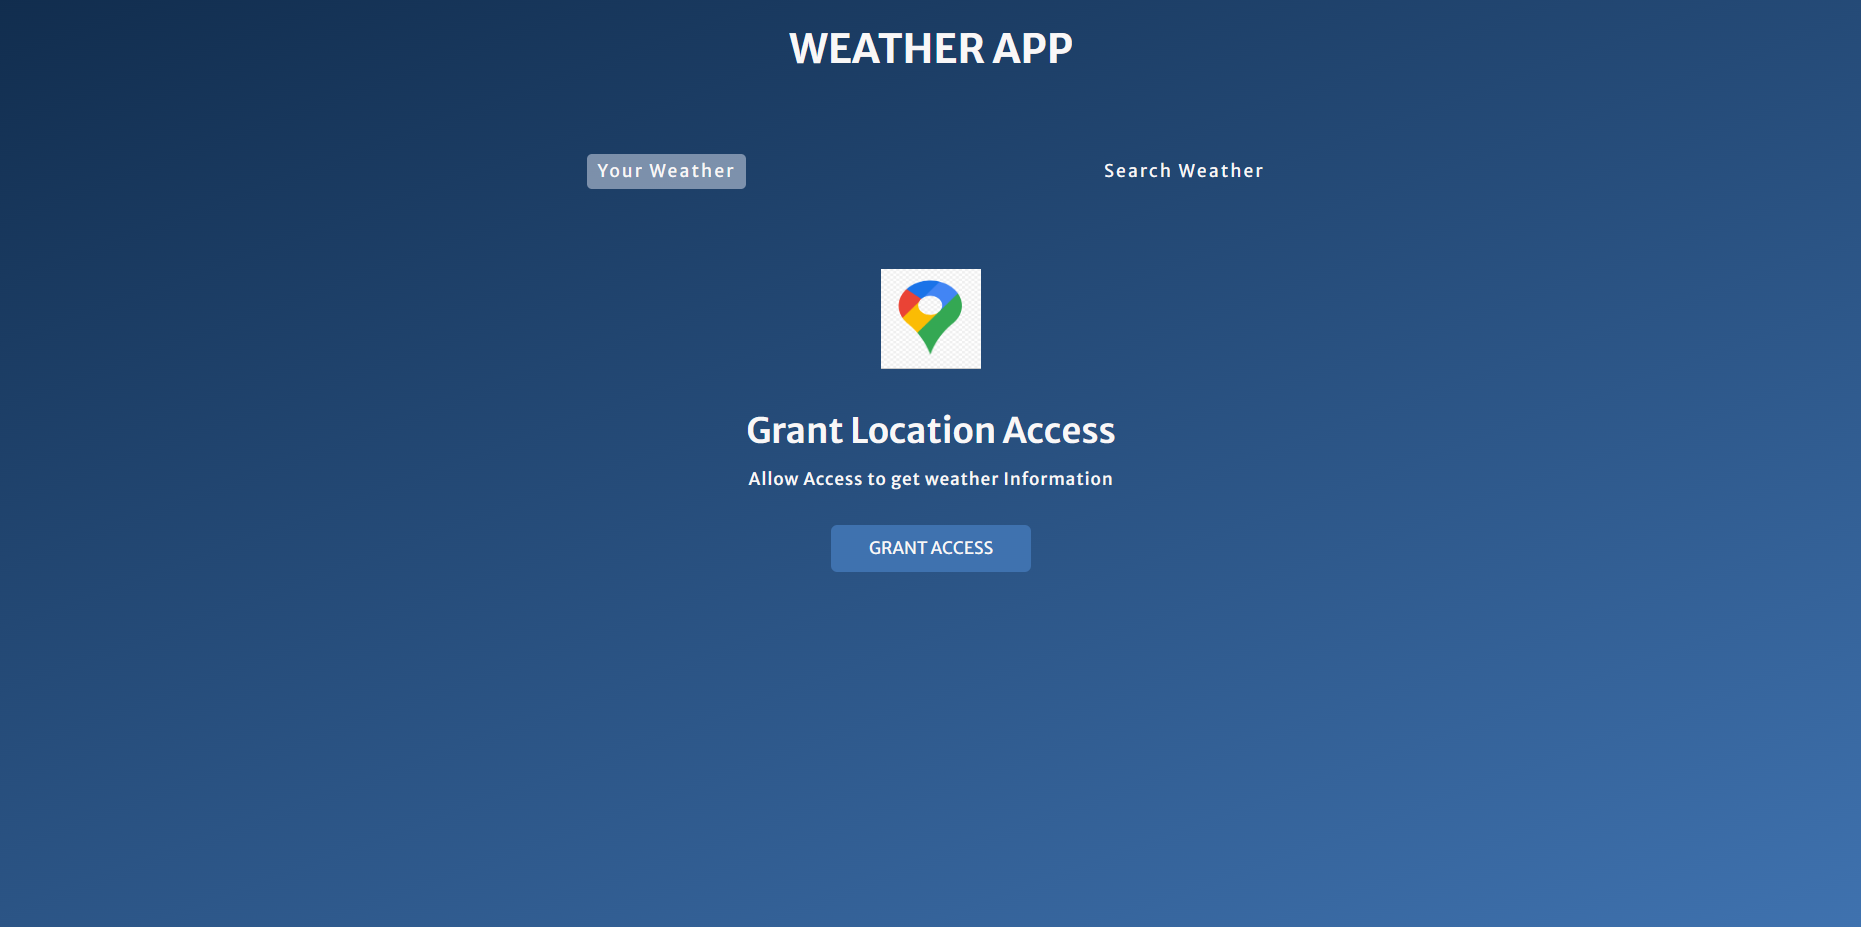 WEATHER APP
Your Weather
Search Weather
Grant Location Access
Allow Access to get weather Information
GRANT ACCESS